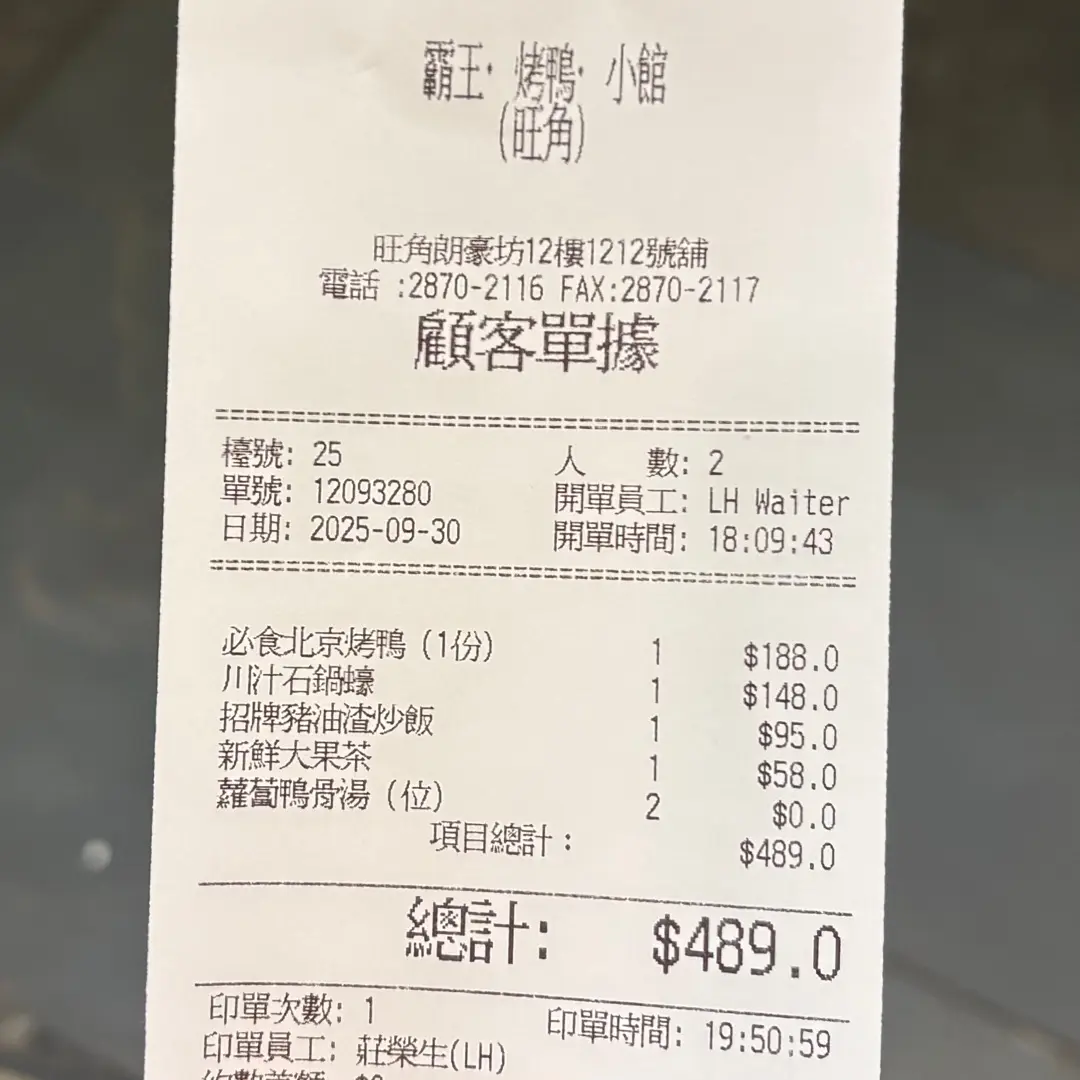 霸王·烤鴨·小館
(旺角)
旺角朗豪坊12樓1212號舖
電話 :2870-2116 FAX:2870-2117
顧客單據
檯號: 25 人 數: 2
單號: 12093280 開單員工: LH Waiter
日期: 2025-09-30 開單時間: 18:09:43
必食北京烤鴨 (1份) 1 $188.0
川汁石鍋蠔 1 $148.0
招牌豬油渣炒飯 1 $95.0
新鮮大果茶 1 $58.0
蘿蔔鴨骨湯 (位) 2 $0.0
項目總計: $489.0
總計: $489.0
印單次數: 1 印單時間: 19:50:59
印單員工: 莊榮生(LH)